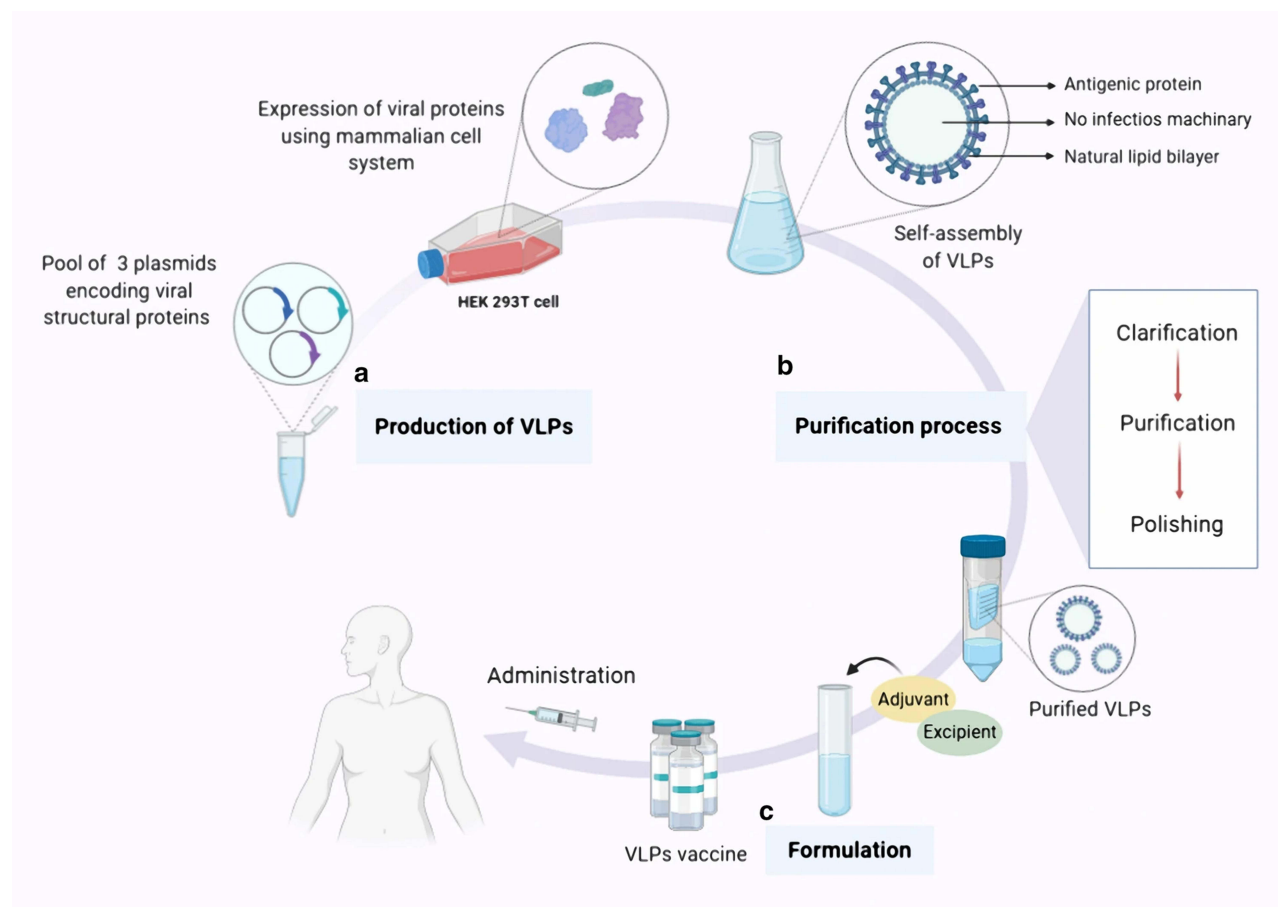 Expression of viral proteins
using mammalian cell
system
Antigenic protein
No infectios machinary
Natural lipid bilayer
Self-assembly
of VLPs
Pool of 3 plasmids
encoding viral
structural proteins
HEK 293T cell
a
Production of VLPs
b
Purification process
Clarification
Purification
Polishing
Purified VLPs
Adjuvant
Excipient
c
Formulation
VLPs vaccine
Administration